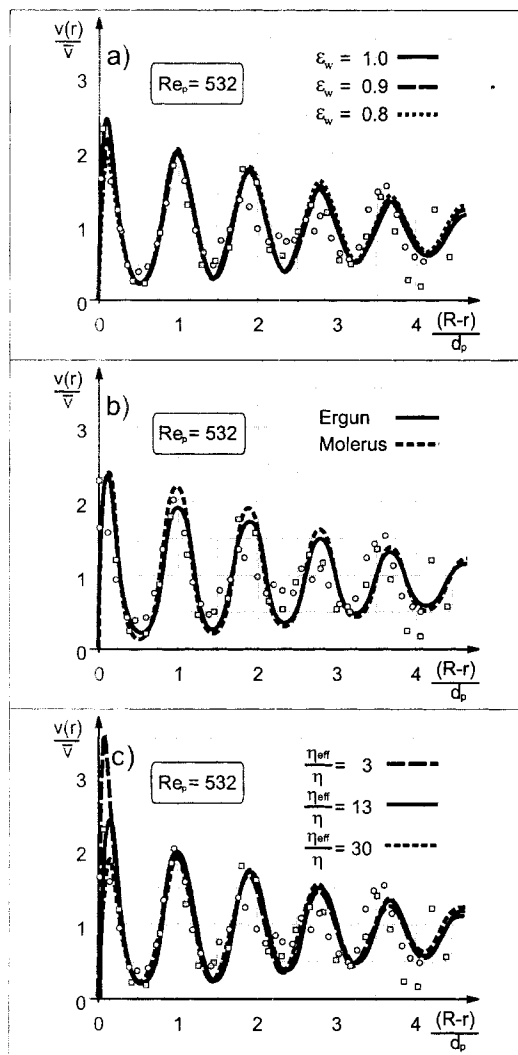 v(r)
v̅
a)
Re_p = 532
ε_w = 1.0
ε_w = 0.9
ε_w = 0.8
3
2
1
0
0 1 2 3 4 (R-r)
d_p
v(r)
v̅
b)
Re_p = 532
Ergun
Molerus
3
2
1
0
0 1 2 3 4 (R-r)
d_p
v(r)
v̅
c)
Re_p = 532
η_eff
η = 3
η_eff
η = 13
η_eff
η = 30
3
2
1
0
0 1 2 3 4 (R-r)
d_p